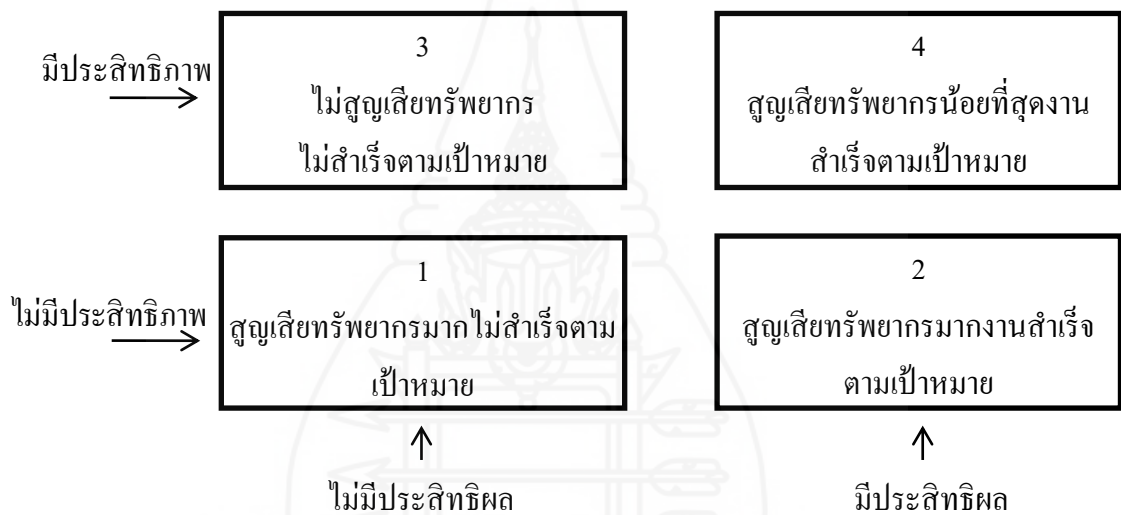 มีประสิทธิภาพ
3
ไม่สูญเสียทรัพยากร
ไม่สำเร็จตามเป้าหมาย
4
สูญเสียทรัพยากรน้อยที่สุดงาน
สำเร็จตามเป้าหมาย
ไม่มีประสิทธิภาพ
1
สูญเสียทรัพยากรมากไม่สำเร็จตาม
เป้าหมาย
2
สูญเสียทรัพยากรมากงานสำเร็จ
ตามเป้าหมาย
ไม่มีประสิทธิผล
มีประสิทธิผล